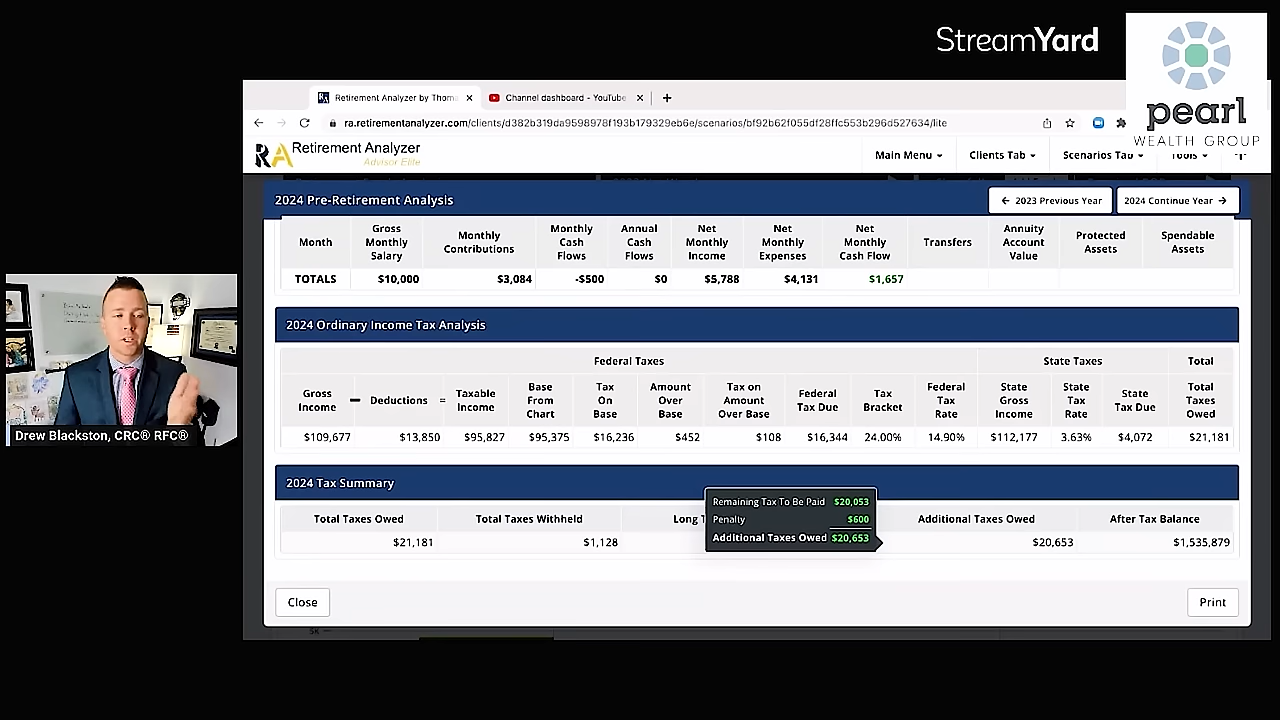 StreamYard
pearl
WEALTH GROUP
Retirement Analyzer by Thom
Channel dashboard - YouTube
ra.retirementanalyzer.com/clients/d382b319da9598978f193b179329eb6e/scenarios/bf92b62f055df28ffc553b296d527634/lite
RA Retirement Analyzer
Advisor Elite
Main Menu Clients Tab Scenarios Tab Tools
2024 Pre-Retirement Analysis
← 2023 Previous Year
2024 Continue Year →
Month Gross Monthly Salary Monthly Contributions Monthly Cash Flows Annual Cash Flows Net Monthly Income Net Monthly Expenses Net Monthly Cash Flow Transfers Annuity Account Value Protected Assets Spendable Assets
TOTALS $10,000 $3,084 -$500 $0 $5,788 $4,131 $1,657
2024 Ordinary Income Tax Analysis
Federal Taxes State Taxes Total
Gross Income − Deductions = Taxable Income Base From Chart Tax On Base Amount Over Base Tax on Amount Over Base Federal Tax Due Tax Bracket Federal Tax Rate State Gross Income State Tax Rate State Tax Due Total Taxes Owed
$109,677 $13,850 $95,827 $95,375 $16,236 $452 $108 $16,344 24.00% 14.90% $112,177 3.63% $4,072 $21,181
2024 Tax Summary
Remaining Tax To Be Paid $20,053
Penalty $600
Additional Taxes Owed $20,653
Total Taxes Owed Total Taxes Withheld Long Additional Taxes Owed After Tax Balance
$21,181 $1,128 $20,653 $1,535,879
Close
Print
5K
Drew Blackston, CRC® RFC®